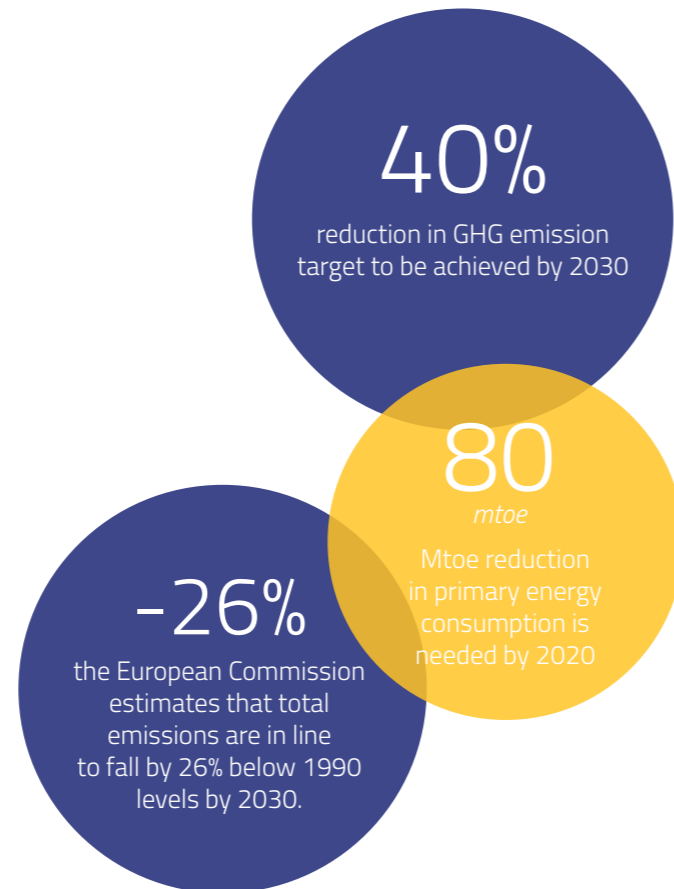 40%
reduction in GHG emission
target to be achieved by 2030
80
mtoe
Mtoe reduction
in primary energy
consumption is
needed by 2020
-26%
the European Commission
estimates that total
emissions are in line
to fall by 26% below 1990
levels by 2030.